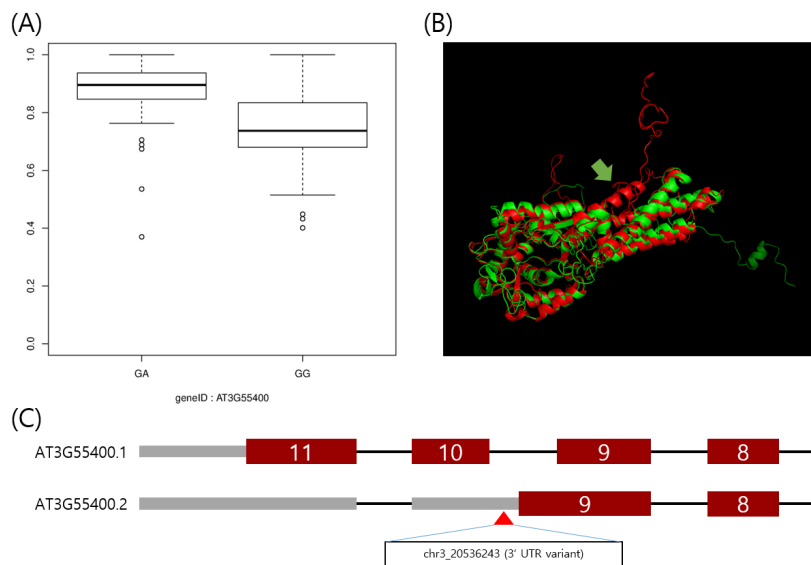 (A)
(B)
1.0
0.8
0.6
0.4
0.2
0.0
GA
GG
geneID : AT3G55400
(C)
AT3G55400.1
11
10
9
8
AT3G55400.2
9
8
chr3_20536243 (3' UTR variant)